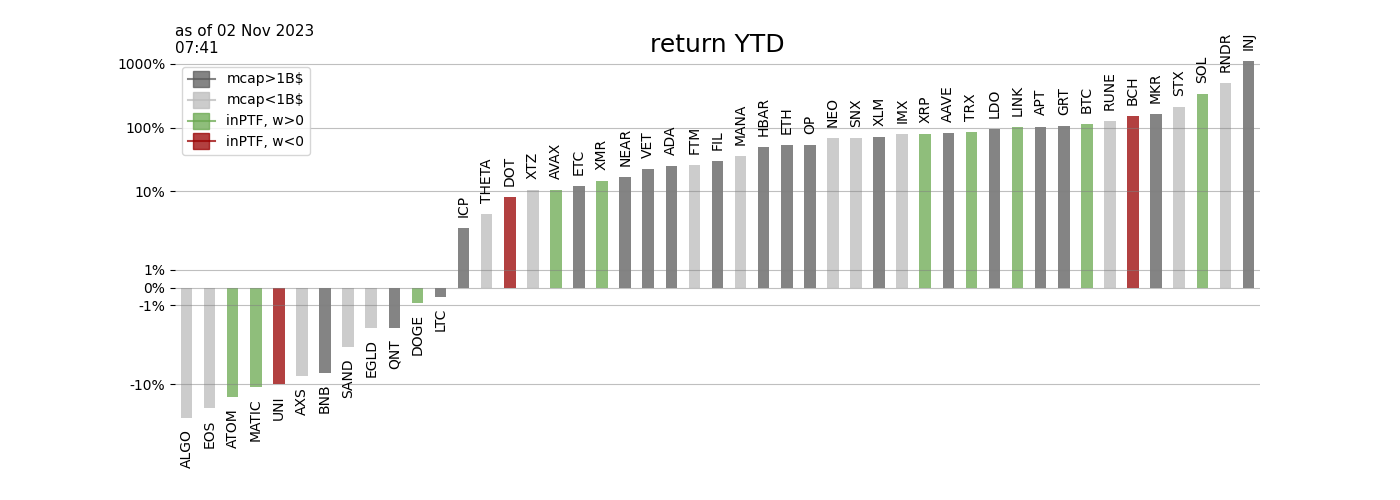 as of 02 Nov 2023
07:41
return YTD
1000%
100%
10%
1%
0%
-1%
-10%
mcap>1B$
mcap<1B$
inPTF, w>0
inPTF, w<0
ALGO
EOS
ATOM
MATIC
UNI
AXS
BNB
SAND
EGLD
QNT
DOGE
LTC
ICP
THETA
DOT
XTZ
AVAX
ETC
XMR
NEAR
VET
ADA
FTM
FIL
MANA
HBAR
ETH
OP
NEO
SNX
XLM
IMX
XRP
AAVE
TRX
LDO
LINK
APT
GRT
BTC
RUNE
BCH
MKR
STX
SOL
RNDR
INJ